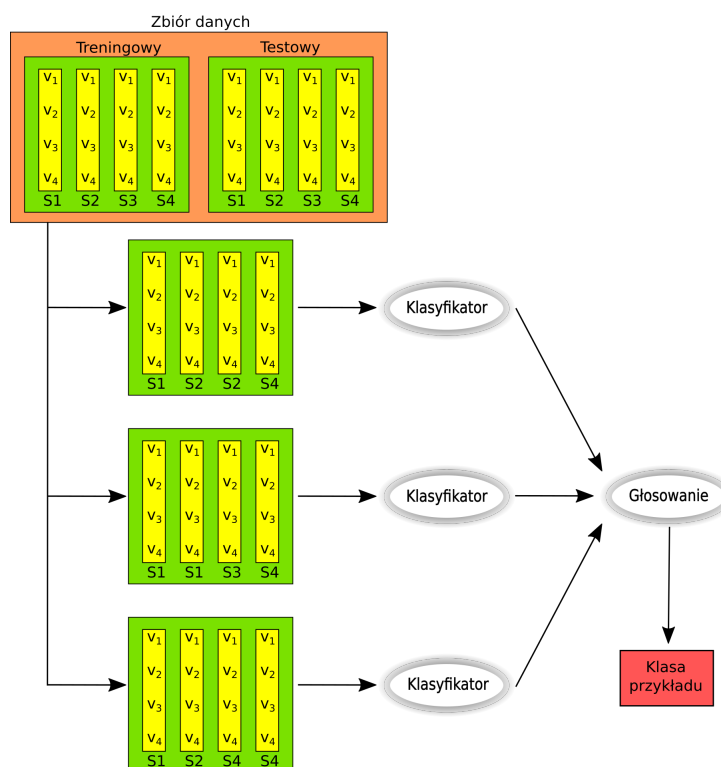 Zbiór danych
Treningowy Testowy
v1 v1 v1 v1 v1 v1 v1 v1
v2 v2 v2 v2 v2 v2 v2 v2
v3 v3 v3 v3 v3 v3 v3 v3
v4 v4 v4 v4 v4 v4 v4 v4
S1 S2 S3 S4 S1 S2 S3 S4
v1 v1 v1 v1
v2 v2 v2 v2
v3 v3 v3 v3
v4 v4 v4 v4
S1 S2 S2 S4
Klasyfikator
v1 v1 v1 v1
v2 v2 v2 v2
v3 v3 v3 v3
v4 v4 v4 v4
S1 S1 S3 S4
Klasyfikator
Głosowanie
v1 v1 v1 v1
v2 v2 v2 v2
v3 v3 v3 v3
v4 v4 v4 v4
S1 S2 S4 S4
Klasyfikator
Klasa
przykładu